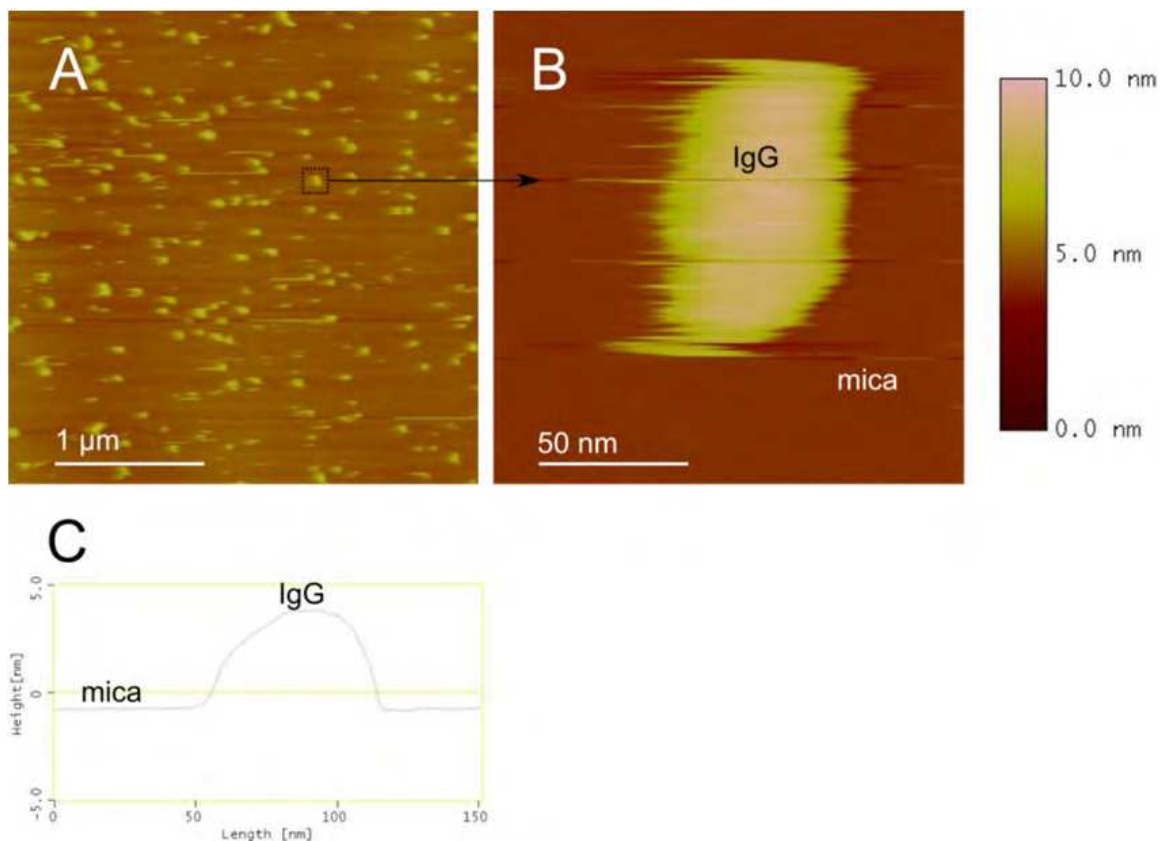 A
1 µm
B
IgG
mica
50 nm
10.0 nm
5.0 nm
0.0 nm
C
IgG
mica
5.0
0
-5.0
Height[nm]
0
50
100
150
Length [nm]